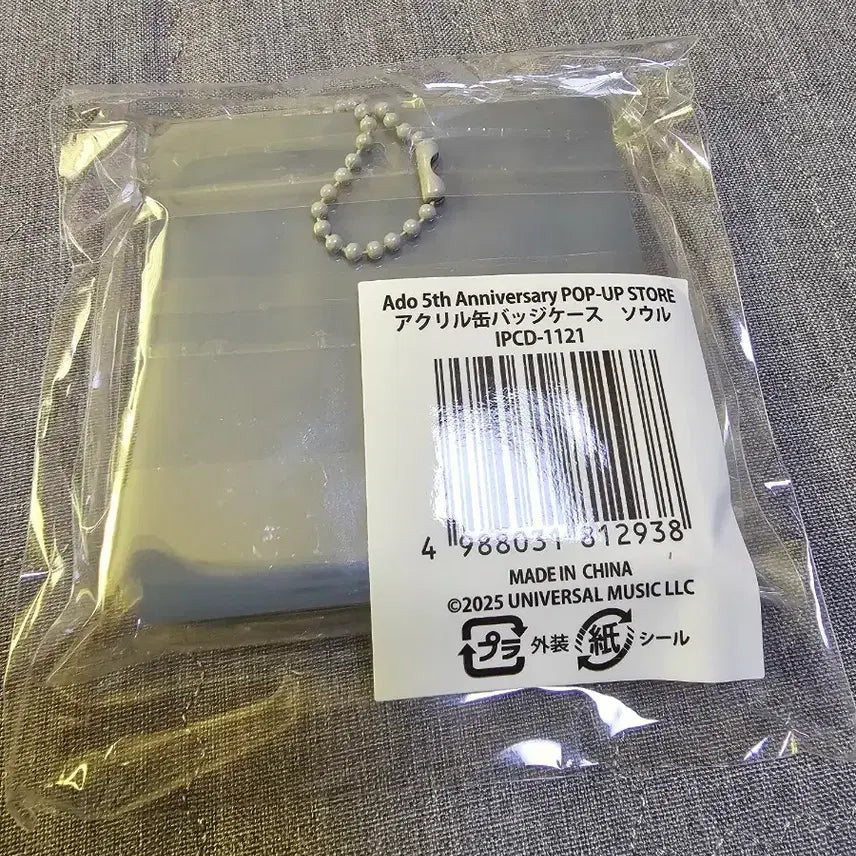 Ado 5th Anniversary POP-UP STORE
アクリル缶バッジケース　ソウル
IPCD-1121
4 988031 812938
MADE IN CHINA
©2025 UNIVERSAL MUSIC LLC
プラ 外装 紙 シール